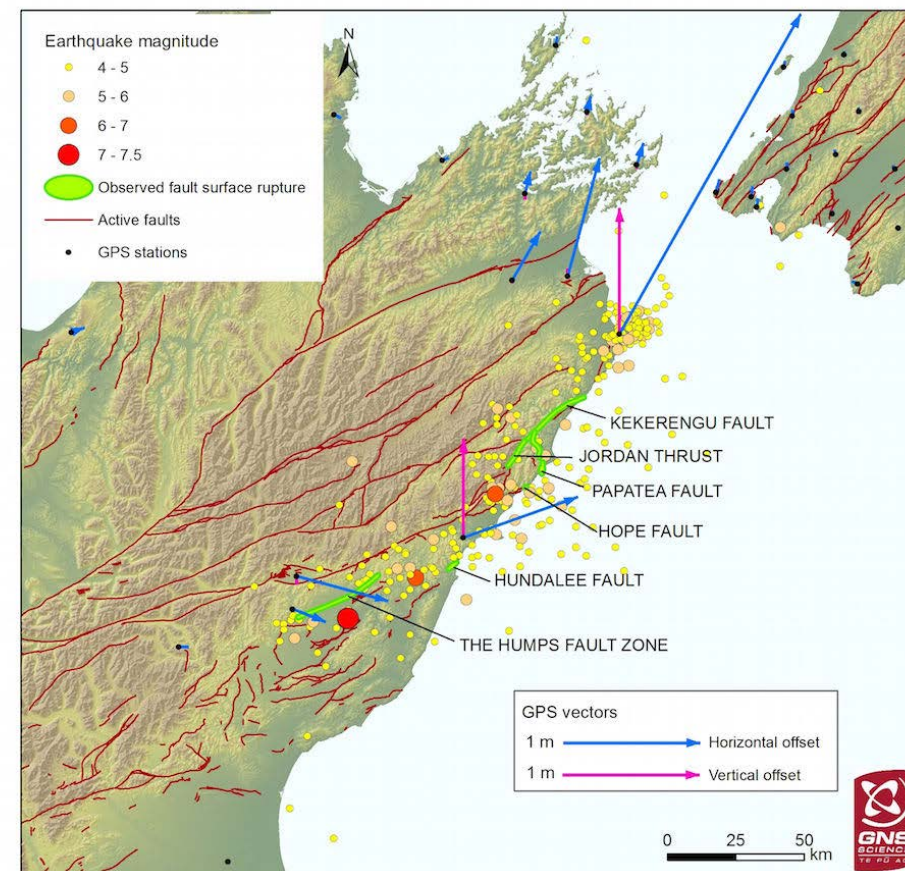 Earthquake magnitude
4 - 5
5 - 6
6 - 7
7 - 7.5
Observed fault surface rupture
Active faults
GPS stations
N
KEKERENGU FAULT
JORDAN THRUST
PAPATEA FAULT
HOPE FAULT
HUNDALEE FAULT
THE HUMPS FAULT ZONE
GPS vectors
1 m Horizontal offset
1 m Vertical offset
0 25 50
km
GNS
SCIENCE
TE PŪ